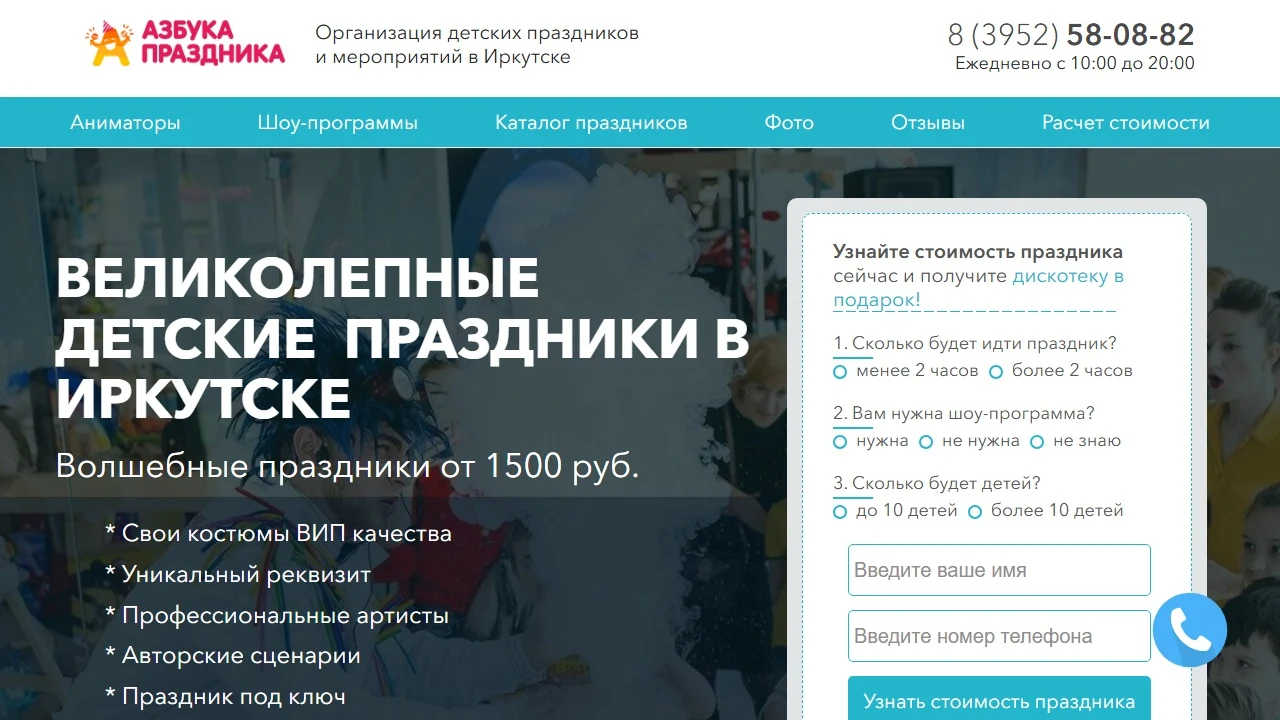 АЗБУКА
ПРАЗДНИКА
Организация детских праздников
и мероприятий в Иркутске
8 (3952) 58-08-82
Ежедневно с 10:00 до 20:00
Аниматоры Шоу-программы Каталог праздников Фото Отзывы Расчет стоимости
ВЕЛИКОЛЕПНЫЕ
ДЕТСКИЕ ПРАЗДНИКИ В
ИРКУТСКЕ
Волшебные праздники от 1500 руб.
* Свои костюмы ВИП качества
* Уникальный реквизит
* Профессиональные артисты
* Авторские сценарии
* Праздник под ключ
Узнайте стоимость праздника
сейчас и получите дискотеку в
подарок!
1. Сколько будет идти праздник?
менее 2 часов более 2 часов
2. Вам нужна шоу-программа?
нужна не нужна не знаю
3. Сколько будет детей?
до 10 детей более 10 детей
Введите ваше имя
Введите номер телефона
Узнать стоимость праздника